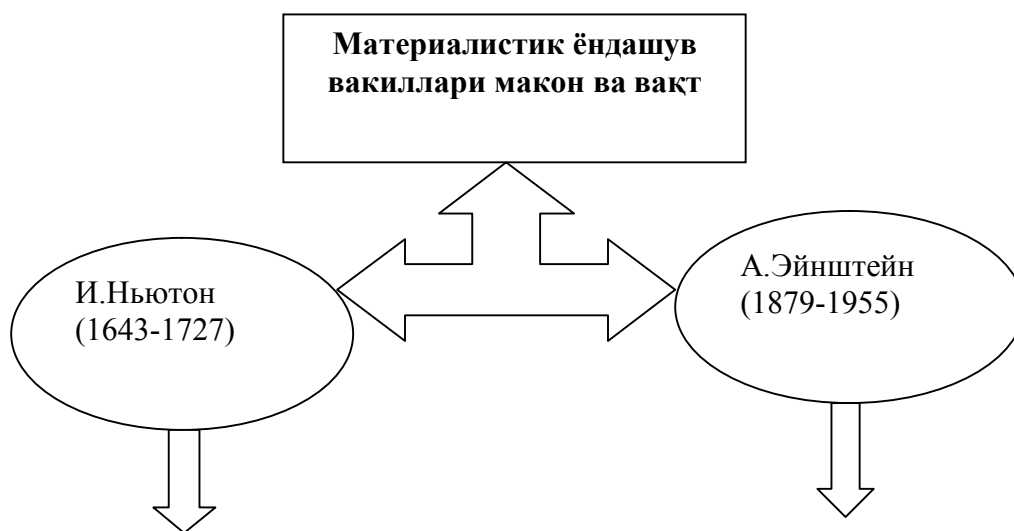 Материалистик ёндашув
вакиллари макон ва вақт
И.Ньютон
(1643-1727)
А.Эйнштейн
(1879-1955)